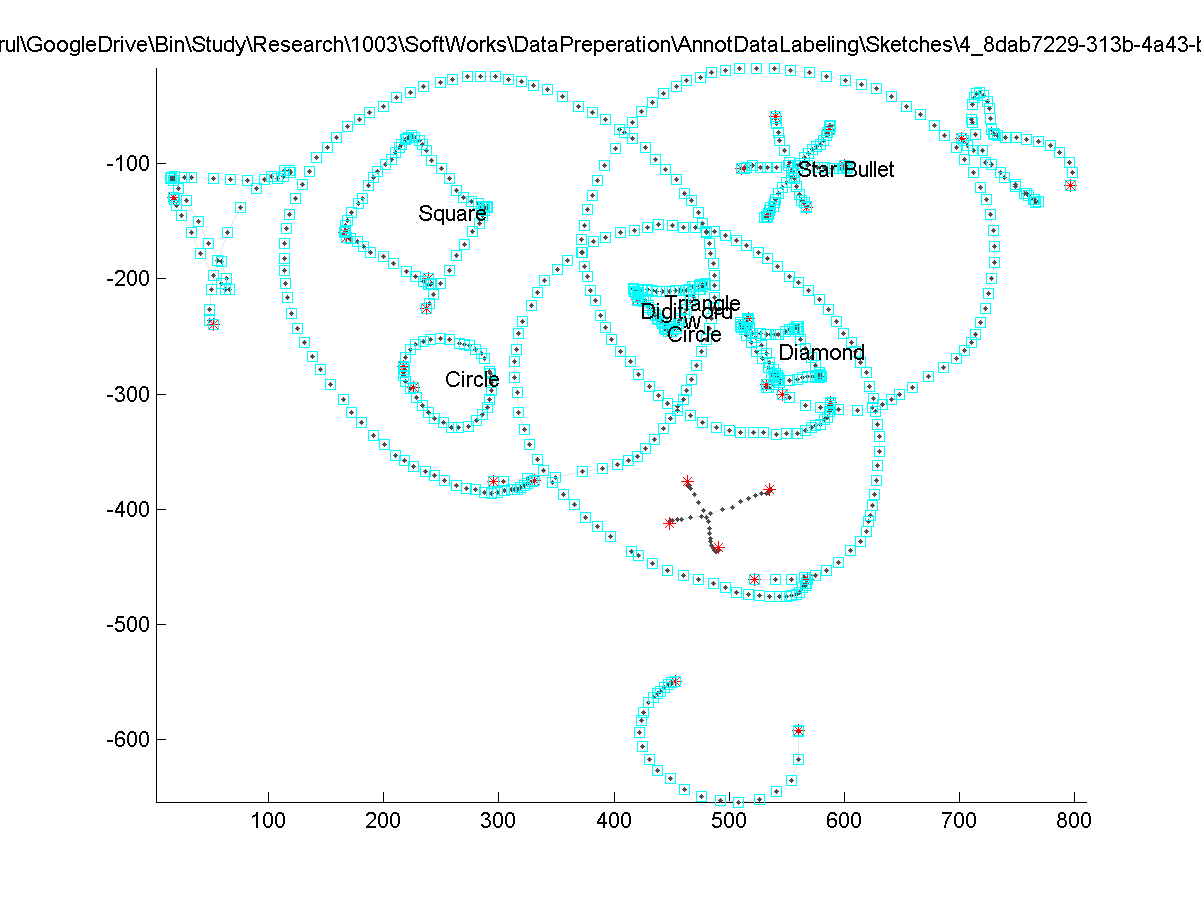 rul\GoogleDrive\Bin\Study\Research\1003\SoftWorks\DataPreperation\AnnotDataLabeling\Sketches\4_8dab7229-313b-4a43-b
-100
-200
-300
-400
-500
-600
Star Bullet
Square
Triangle
Circle
Diamond
Circle
100 200 300 400 500 600 700 800